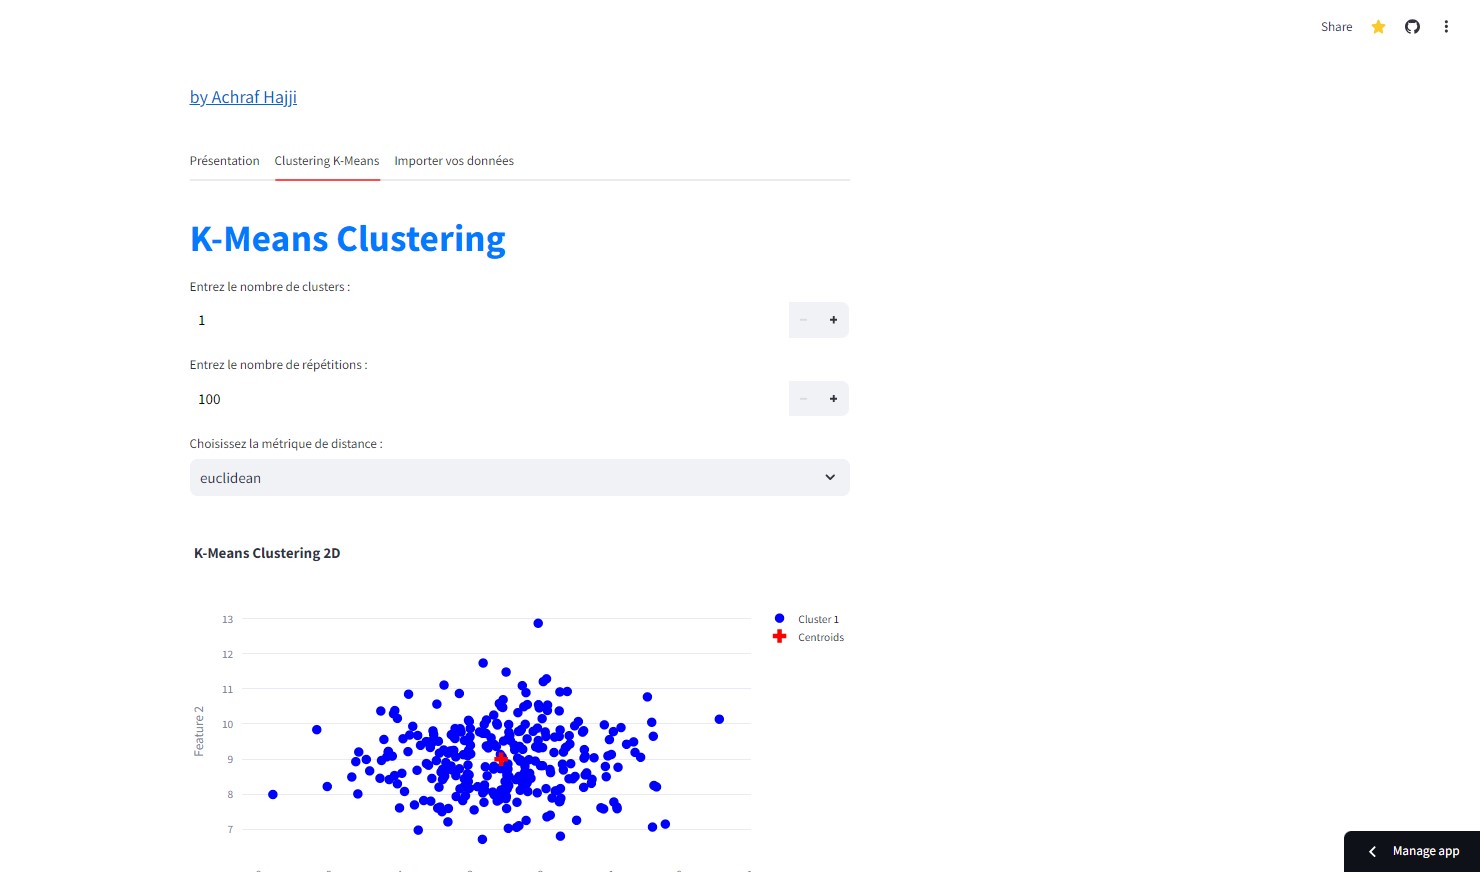 Share
by Achraf Hajji
Présentation Clustering K-Means Importer vos données
K-Means Clustering
Entrez le nombre de clusters :
1
Entrez le nombre de répétitions :
100
Choisissez la métrique de distance :
euclidean
K-Means Clustering 2D
13
12
11
10
9
8
7
Feature 2
Cluster 1
Centroids
Manage app